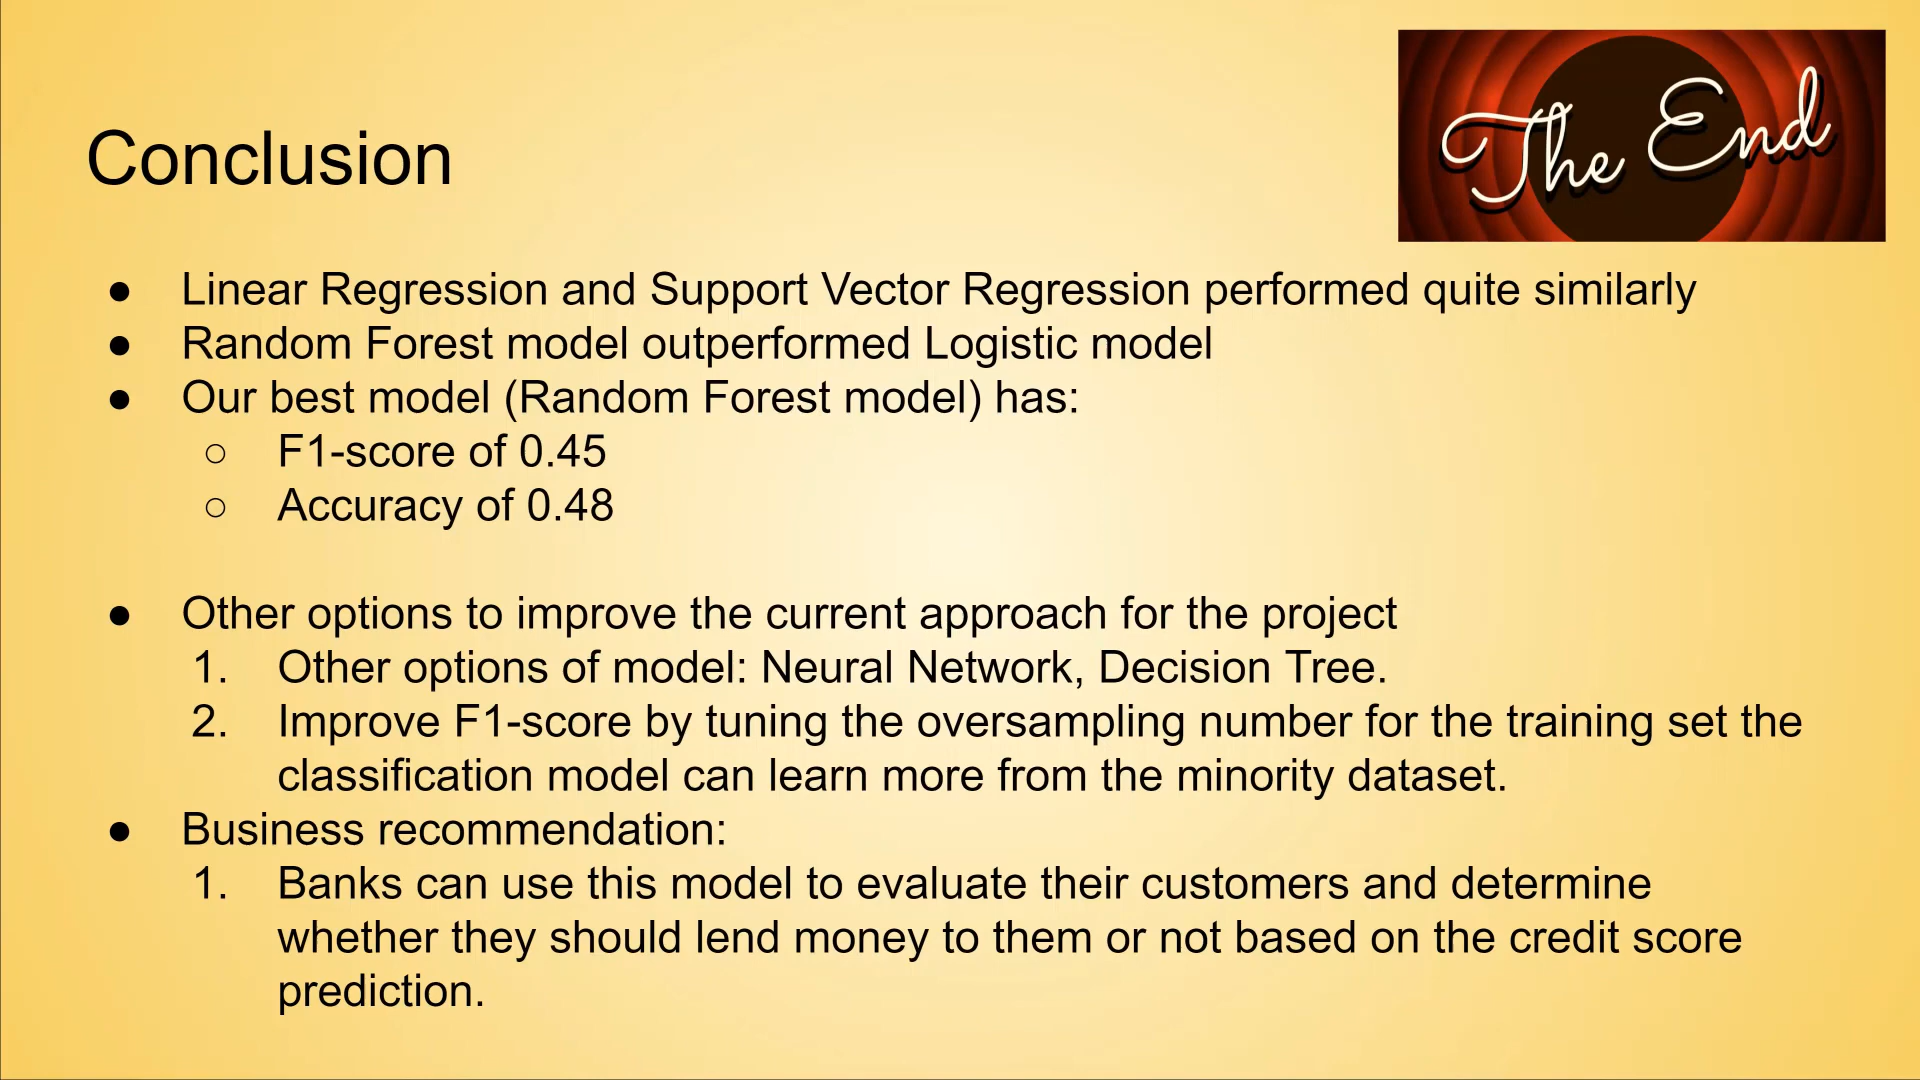 The End
Conclusion
● Linear Regression and Support Vector Regression performed quite similarly
● Random Forest model outperformed Logistic model
● Our best model (Random Forest model) has:
○ F1-score of 0.45
○ Accuracy of 0.48
● Other options to improve the current approach for the project
1. Other options of model: Neural Network, Decision Tree.
2. Improve F1-score by tuning the oversampling number for the training set the
classification model can learn more from the minority dataset.
● Business recommendation:
1. Banks can use this model to evaluate their customers and determine
whether they should lend money to them or not based on the credit score
prediction.